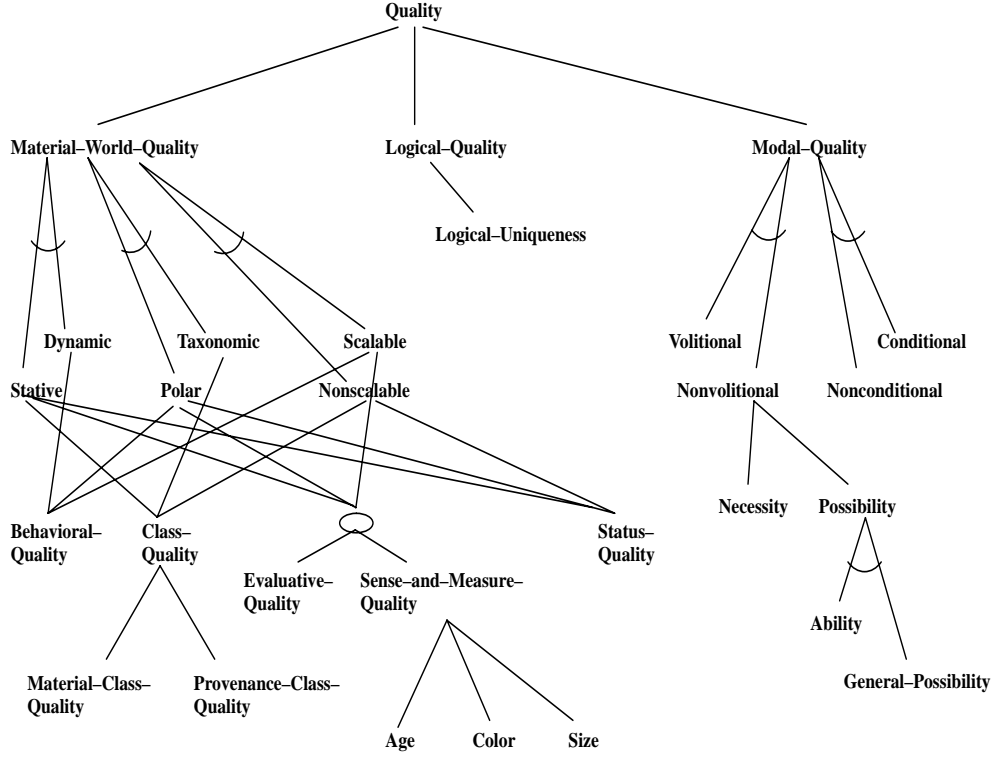 Quality
Material–World–Quality
Logical–Quality
Modal–Quality
Logical–Uniqueness
Dynamic
Taxonomic
Scalable
Volitional
Conditional
Stative
Polar
Nonscalable
Nonvolitional
Nonconditional
Necessity
Possibility
Behavioral–
Quality
Class–
Quality
Status–
Quality
Evaluative–
Quality
Sense–and–Measure–
Quality
Ability
Material–Class–
Quality
Provenance–Class–
Quality
General–Possibility
Age
Color
Size